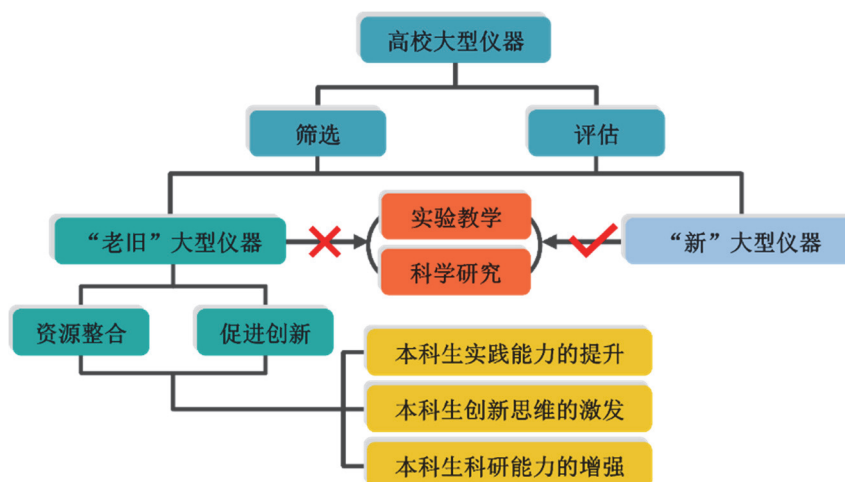 高校大型仪器
筛选
评估
“老旧”大型仪器
实验教学
科学研究
“新”大型仪器
资源整合
促进创新
本科生实践能力的提升
本科生创新思维的激发
本科生科研能力的增强